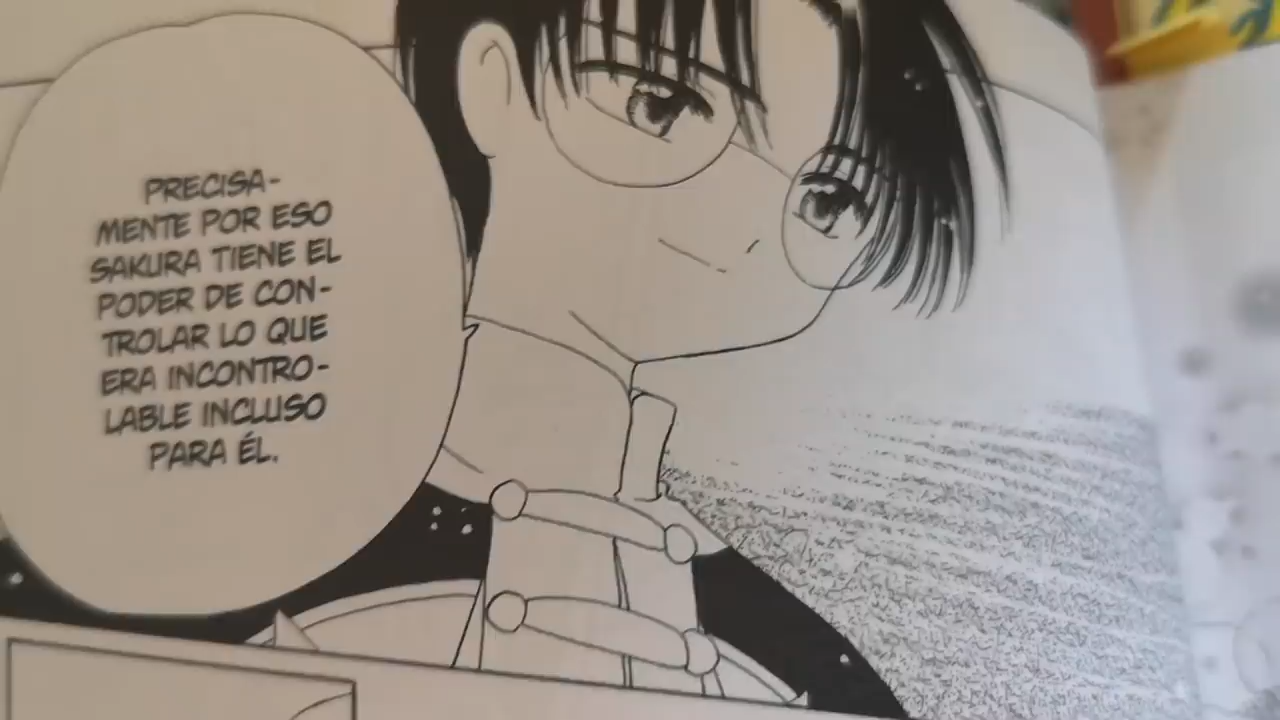 PRECISA-
MENTE POR ESO
SAKURA TIENE EL
PODER DE CON-
TROLAR LO QUE
ERA INCONTRO-
LABLE INCLUSO
PARA ÉL.